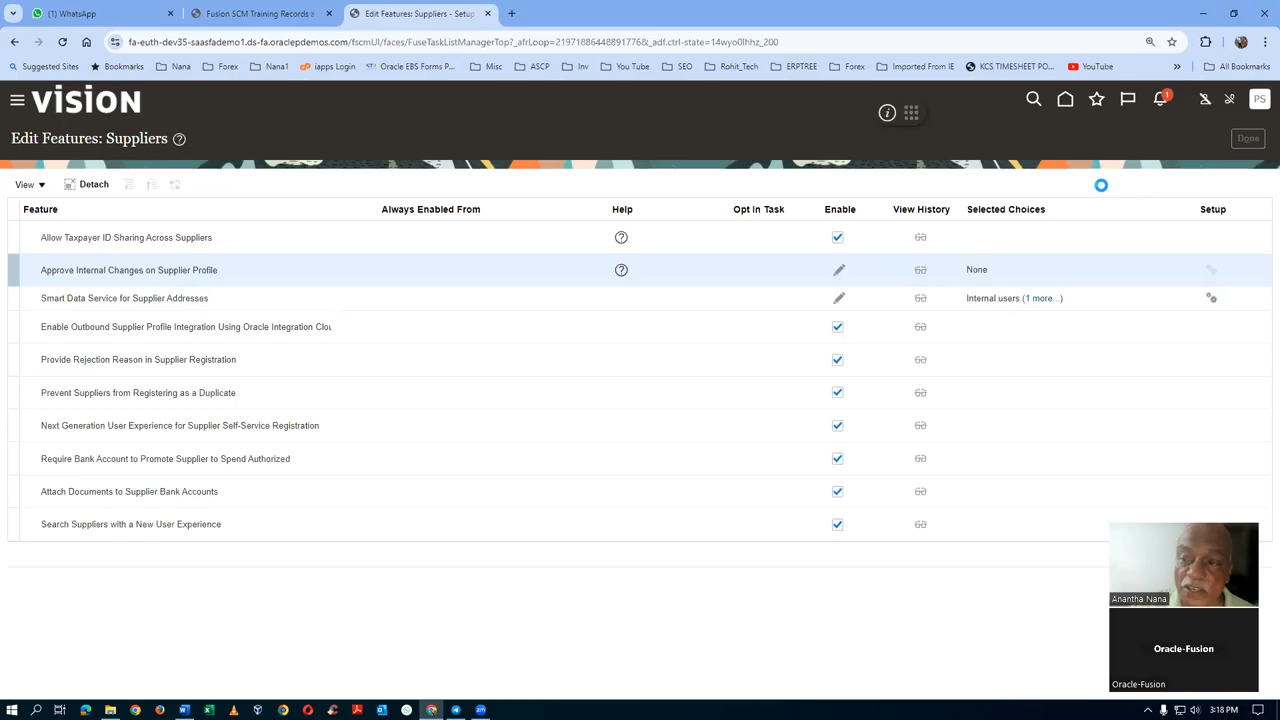 (1) WhatsApp
Fusion SCM Training Records a
Edit Features: Suppliers - Setup
fa-euth-dev35-saasfademo1.ds-fa.oraclepdemos.com/fscmUI/faces/FuseTaskListManagerTop?_afrLoop=21971886448891776&_adf.ctrl-state=14wyo0lhhz_200
Suggested Sites
Bookmarks
Nana
Forex
Nana1
iapps Login
Oracle EBS Forms P...
Misc
ASCP
Inv
You Tube
SEO
Rohit_Tech
ERPTREE
Forex
Imported From IE
KCS TIMESHEET PO...
YouTube
All Bookmarks
VISION
1
PS
Edit Features: Suppliers
Done
View
Detach
Feature Always Enabled From Help Opt In Task Enable View History Selected Choices Setup
Allow Taxpayer ID Sharing Across Suppliers
Approve Internal Changes on Supplier Profile None
Smart Data Service for Supplier Addresses Internal users (1 more...)
Enable Outbound Supplier Profile Integration Using Oracle Integration Clou
Provide Rejection Reason in Supplier Registration
Prevent Suppliers from Registering as a Duplicate
Next Generation User Experience for Supplier Self-Service Registration
Require Bank Account to Promote Supplier to Spend Authorized
Attach Documents to Supplier Bank Accounts
Search Suppliers with a New User Experience
Anantha Nana
Oracle-Fusion
Oracle-Fusion
3:18 PM